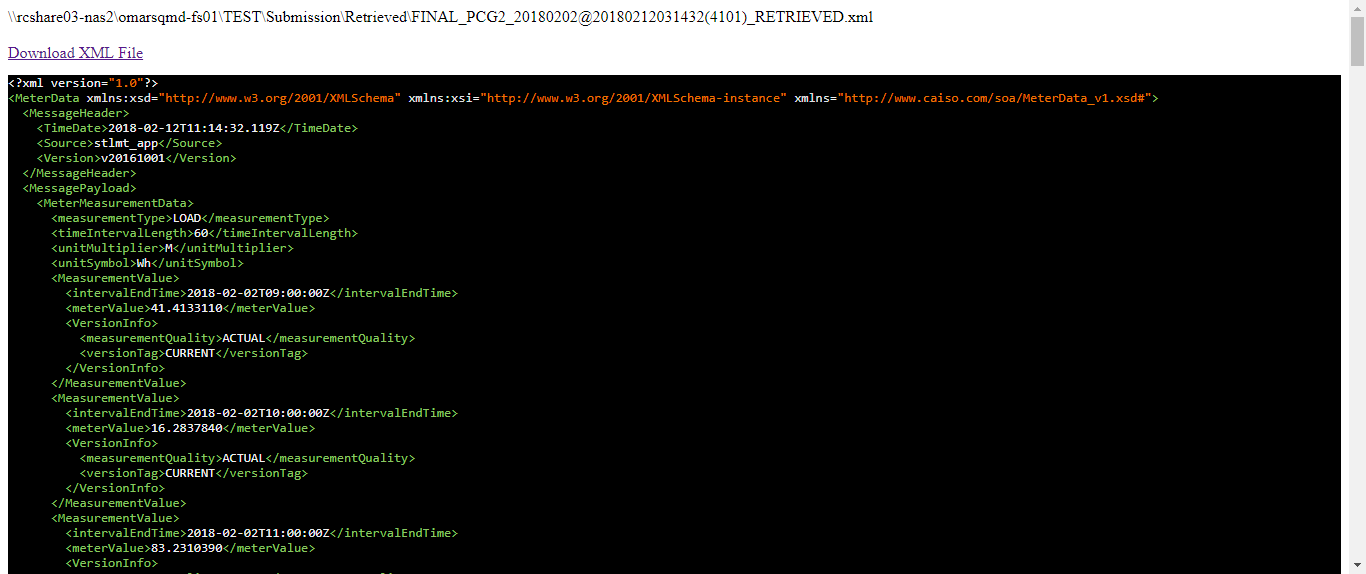 \\rcshare03-nas2\omarsqmd-fs01\TEST\Submission\Retrieved\FINAL_PCG2_20180202@20180212031432(4101)_RETRIEVED.xml
Download XML File
<?xml version="1.0"?>
<MeterData xmlns:xsd="http://www.w3.org/2001/XMLSchema" xmlns:xsi="http://www.w3.org/2001/XMLSchema-instance" xmlns="http://www.caiso.com/soa/MeterData_v1.xsd#">
<MessageHeader>
<TimeDate>2018-02-12T11:14:32.119Z</TimeDate>
<Source>stlmt_app</Source>
<Version>v20161001</Version>
</MessageHeader>
<MessagePayload>
<MeterMeasurementData>
<measurementType>LOAD</measurementType>
<timeIntervalLength>60</timeIntervalLength>
<unitMultiplier>M</unitMultiplier>
<unitSymbol>Wh</unitSymbol>
<MeasurementValue>
<intervalEndTime>2018-02-02T09:00:00Z</intervalEndTime>
<meterValue>41.4133110</meterValue>
<VersionInfo>
<measurementQuality>ACTUAL</measurementQuality>
<versionTag>CURRENT</versionTag>
</VersionInfo>
</MeasurementValue>
<MeasurementValue>
<intervalEndTime>2018-02-02T10:00:00Z</intervalEndTime>
<meterValue>16.2837840</meterValue>
<VersionInfo>
<measurementQuality>ACTUAL</measurementQuality>
<versionTag>CURRENT</versionTag>
</VersionInfo>
</MeasurementValue>
<MeasurementValue>
<intervalEndTime>2018-02-02T11:00:00Z</intervalEndTime>
<meterValue>83.2310390</meterValue>
<VersionInfo>